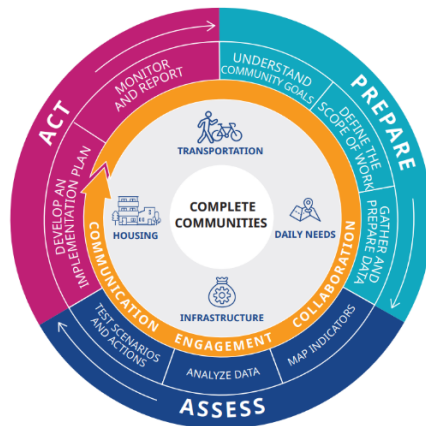 PREPARE
UNDERSTAND
COMMUNITY GOALS
DEFINE THE
SCOPE OF WORK
GATHER AND
PREPARE DATA
ASSESS
MAP INDICATORS
ANALYZE DATA
TEST SCENARIOS
AND ACTIONS
ACT
DEVELOP AN
IMPLEMENTATION PLAN
MONITOR
AND REPORT
COMMUNICATION
ENGAGEMENT
COLLABORATION
TRANSPORTATION
HOUSING
COMPLETE
COMMUNITIES
DAILY NEEDS
INFRASTRUCTURE